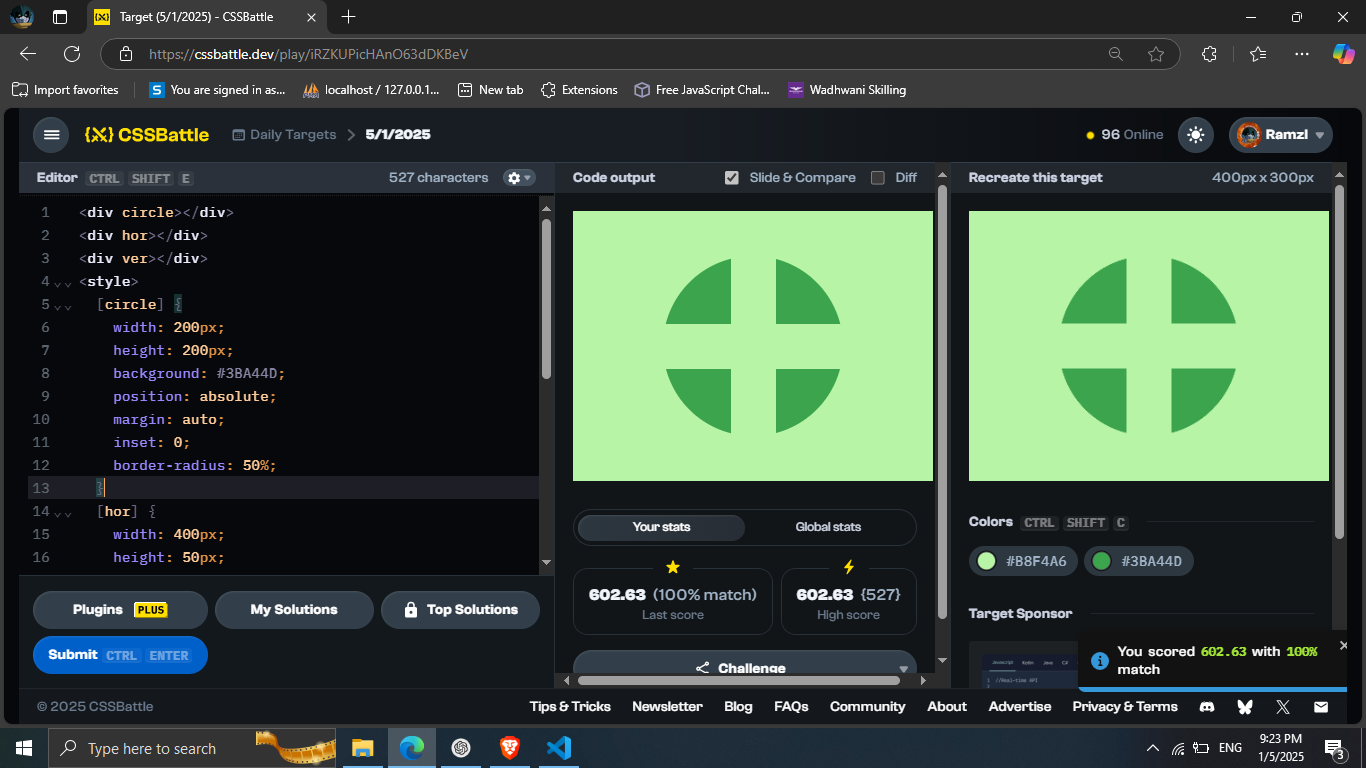 Target (5/1/2025) - CSSBattle
https://cssbattle.dev/play/iRZKUPicHAnO63dDKBeV
Import favorites
You are signed in as...
localhost / 127.0.0.1...
New tab
Extensions
Free JavaScript Chal...
Wadhwani Skilling
{X} CSSBattle
Daily Targets > 5/1/2025
96 Online
Ramzl
Editor CTRL SHIFT E
527 characters
1 <div circle></div>
2 <div hor></div>
3 <div ver></div>
4 <style>
5 [circle] {
6 width: 200px;
7 height: 200px;
8 background: #3BA44D;
9 position: absolute;
10 margin: auto;
11 inset: 0;
12 border-radius: 50%;
13 }
14 [hor] {
15 width: 400px;
16 height: 50px;
Plugins PLUS
My Solutions
Top Solutions
Submit CTRL ENTER
Code output
Slide & Compare
Diff
Your stats
Global stats
602.63 (100% match)
Last score
602.63 {527}
High score
Challenge
Recreate this target
400px x 300px
Colors CTRL SHIFT C
#B8F4A6
#3BA44D
Target Sponsor
Javascript Kotlin Java C#
1 //Real-time API
2
You scored 602.63 with 100%
match
© 2025 CSSBattle
Tips & Tricks
Newsletter
Blog
FAQs
Community
About
Advertise
Privacy & Terms
Type here to search
ENG
9:23 PM
1/5/2025
3